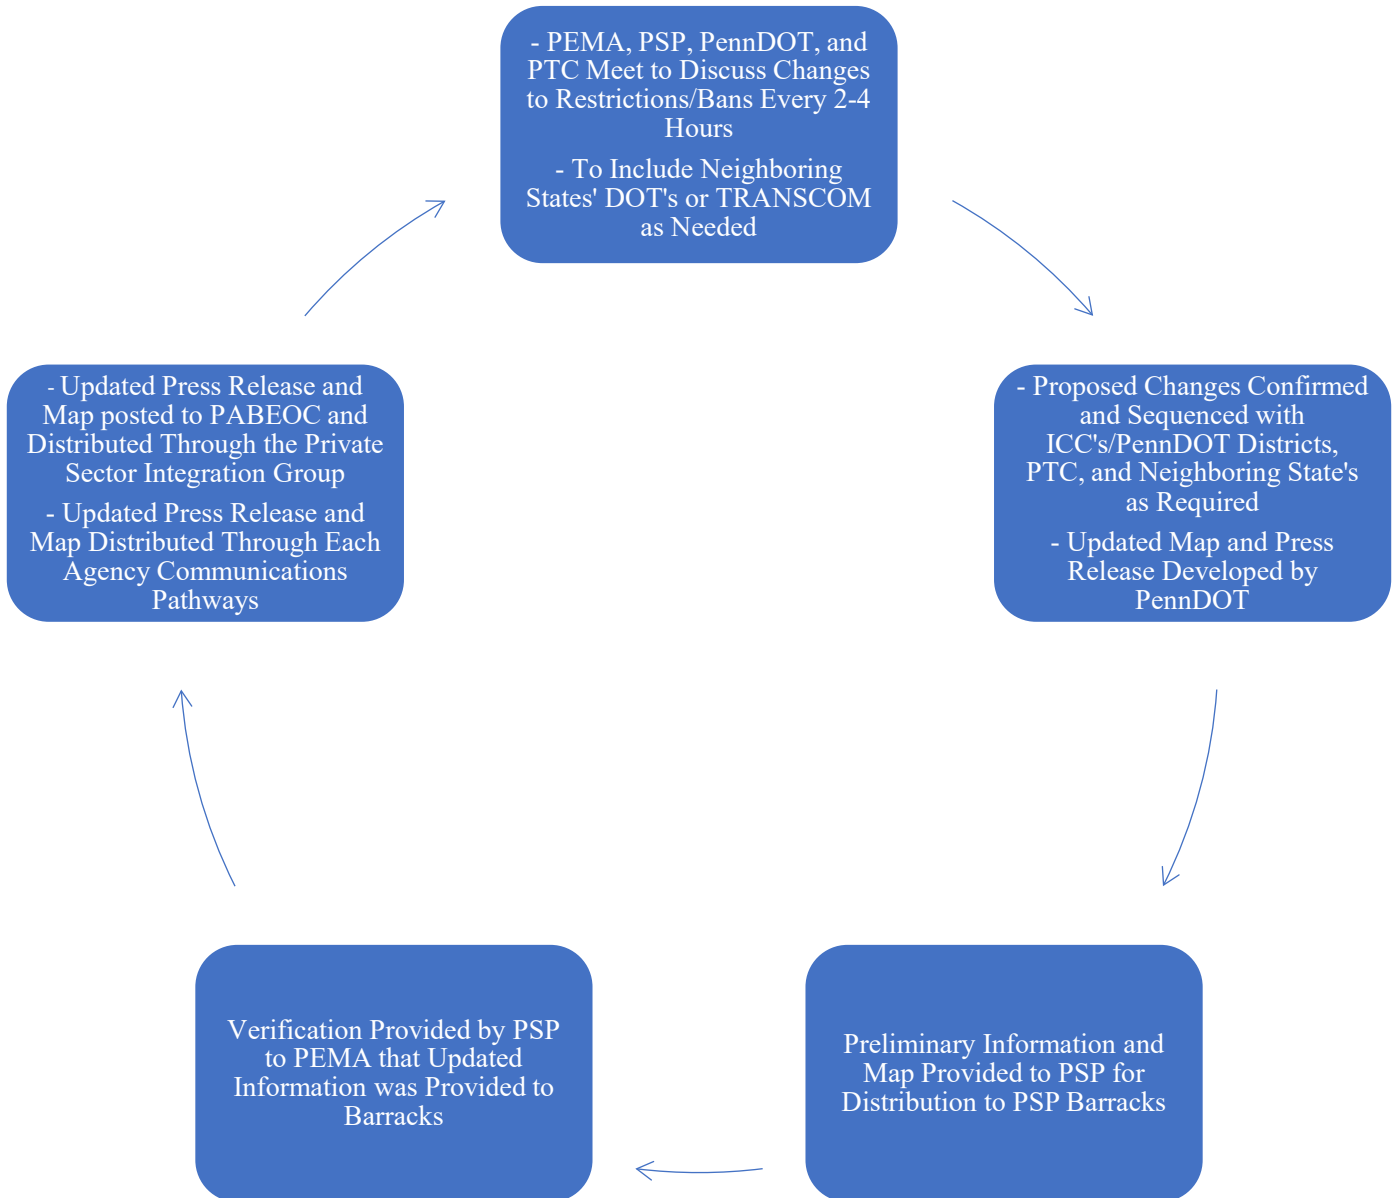 - PEMA, PSP, PennDOT, and
PTC Meet to Discuss Changes
to Restrictions/Bans Every 2-4
Hours
- To Include Neighboring
States' DOT's or TRANSCOM
as Needed
- Proposed Changes Confirmed
and Sequenced with
ICC's/PennDOT Districts,
PTC, and Neighboring State's
as Required
- Updated Map and Press
Release Developed by
PennDOT
Preliminary Information and
Map Provided to PSP for
Distribution to PSP Barracks
Verification Provided by PSP
to PEMA that Updated
Information was Provided to
Barracks
- Updated Press Release and
Map posted to PABEOC and
Distributed Through the Private
Sector Integration Group
- Updated Press Release and
Map Distributed Through Each
Agency Communications
Pathways